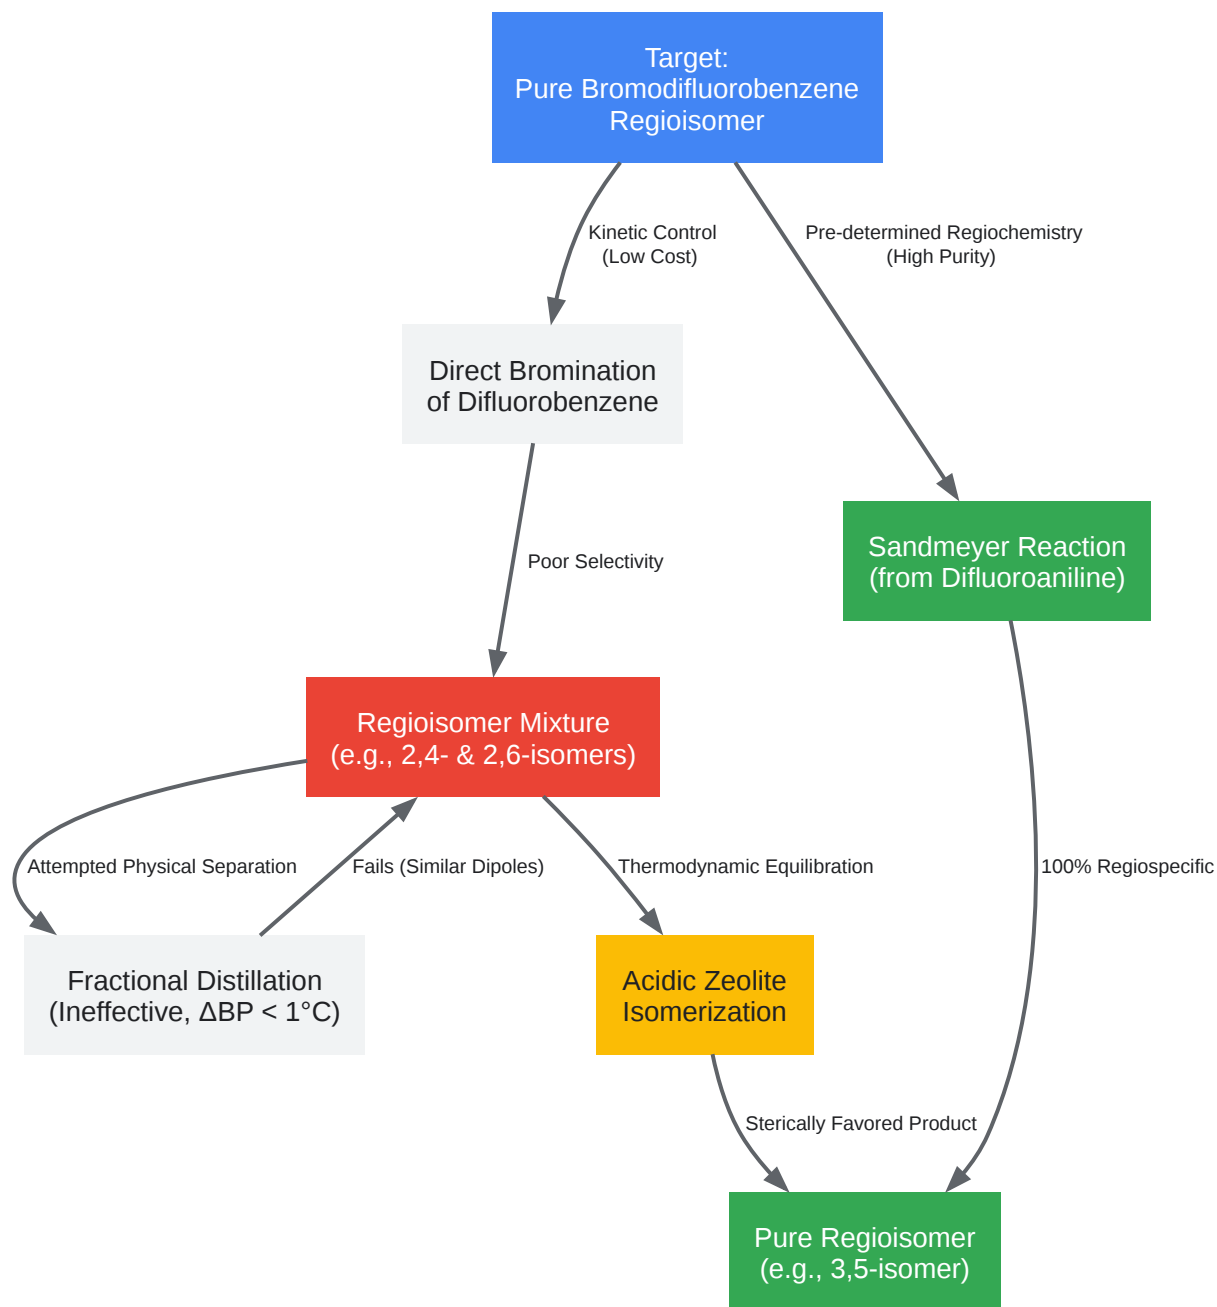 Target:
Pure Bromodifluorobenzene
Regioisomer
Kinetic Control
(Low Cost)
Pre-determined Regiochemistry
(High Purity)
Direct Bromination
of Difluorobenzene
Sandmeyer Reaction
(from Difluoroaniline)
Poor Selectivity
Regioisomer Mixture
(e.g., 2,4- & 2,6-isomers)
Attempted Physical Separation
Fails (Similar Dipoles)
Thermodynamic Equilibration
100% Regiospecific
Fractional Distillation
(Ineffective, ΔBP < 1°C)
Acidic Zeolite
Isomerization
Sterically Favored Product
Pure Regioisomer
(e.g., 3,5-isomer)